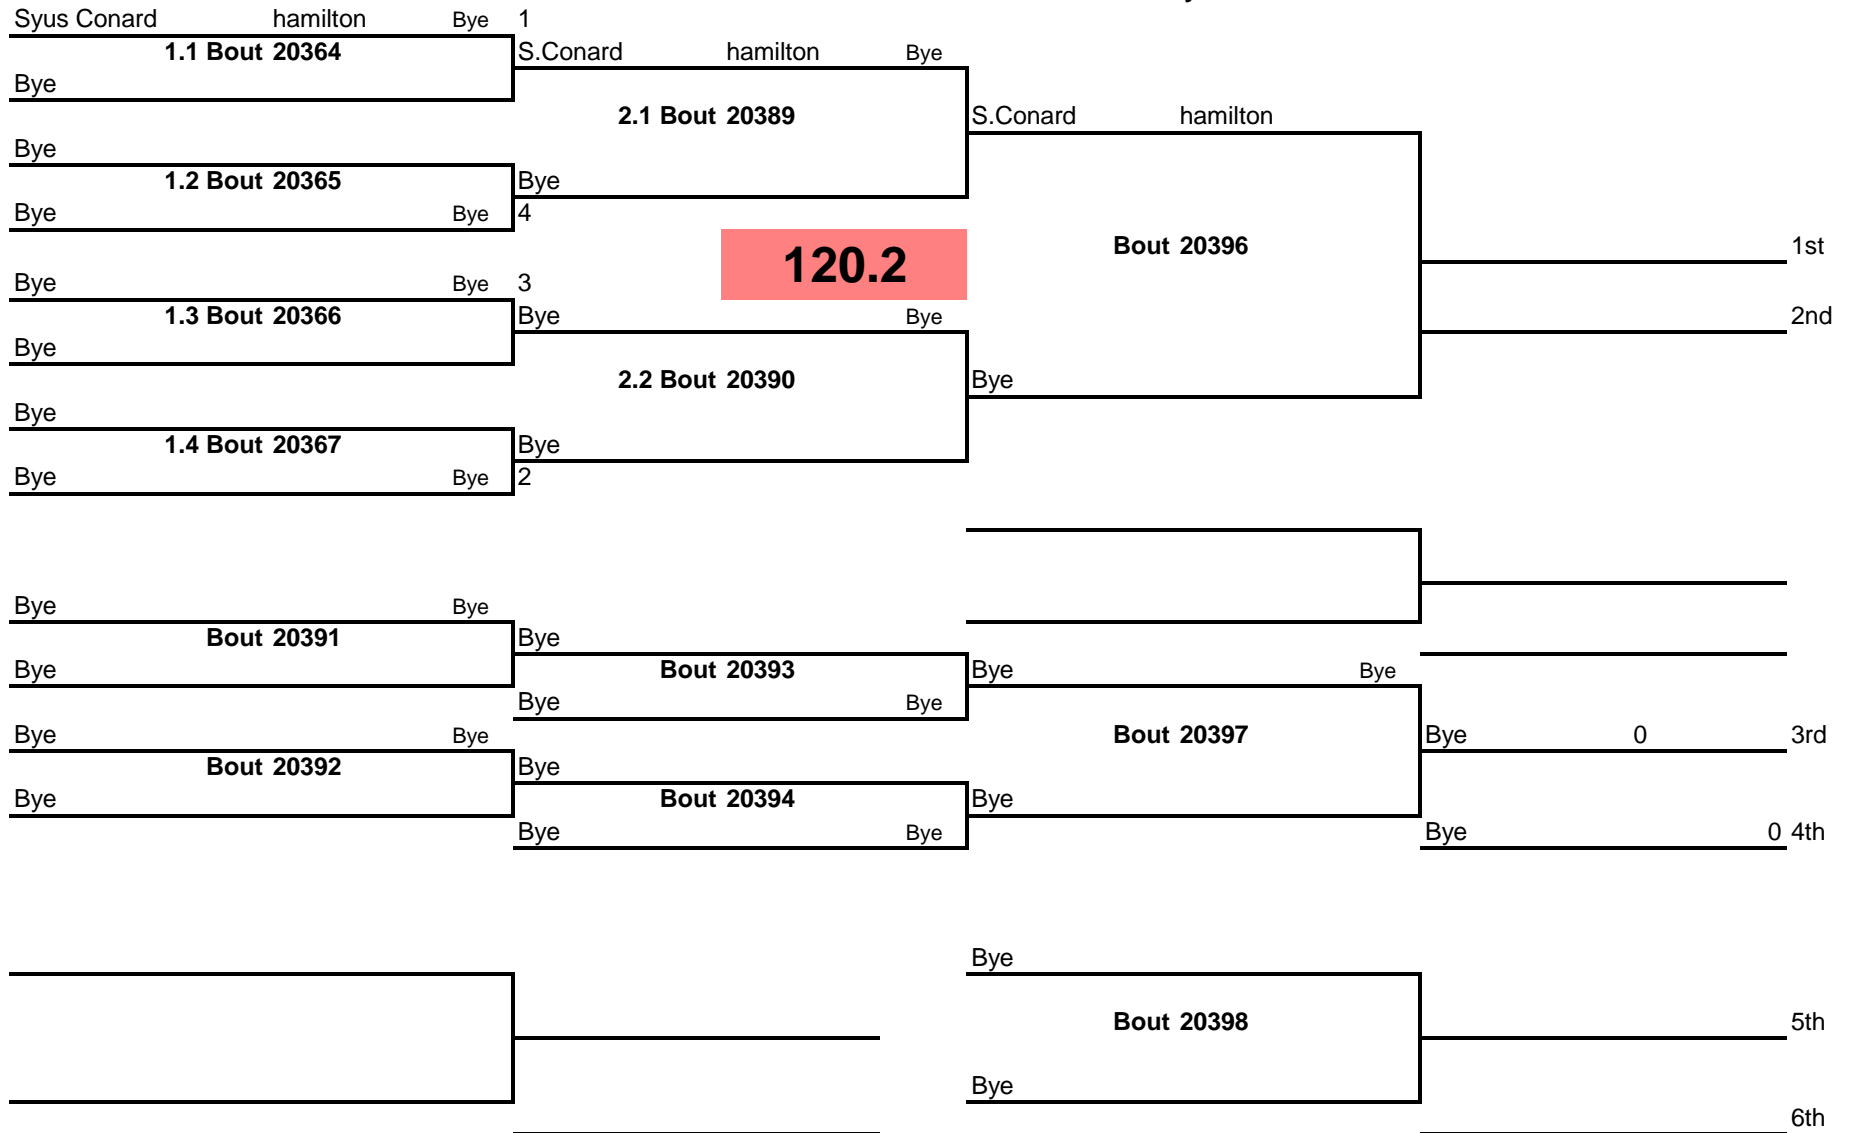 Syus Conard hamilton Bye 1
1.1 Bout 20364 S.Conard hamilton Bye
Bye
2.1 Bout 20389 S.Conard hamilton
Bye
1.2 Bout 20365 Bye
Bye Bye 4
120.2 Bout 20396 1st
Bye Bye 3
1.3 Bout 20366 Bye Bye 2nd
Bye
2.2 Bout 20390 Bye
Bye
1.4 Bout 20367 Bye
Bye Bye 2
Bye Bye
Bout 20391 Bye
Bye Bout 20393 Bye Bye
Bye Bye
Bye Bye Bout 20397 Bye 0 3rd
Bout 20392 Bye
Bye Bout 20394 Bye
Bye Bye Bye 0 4th
Bye
Bout 20398 5th
Bye
6th